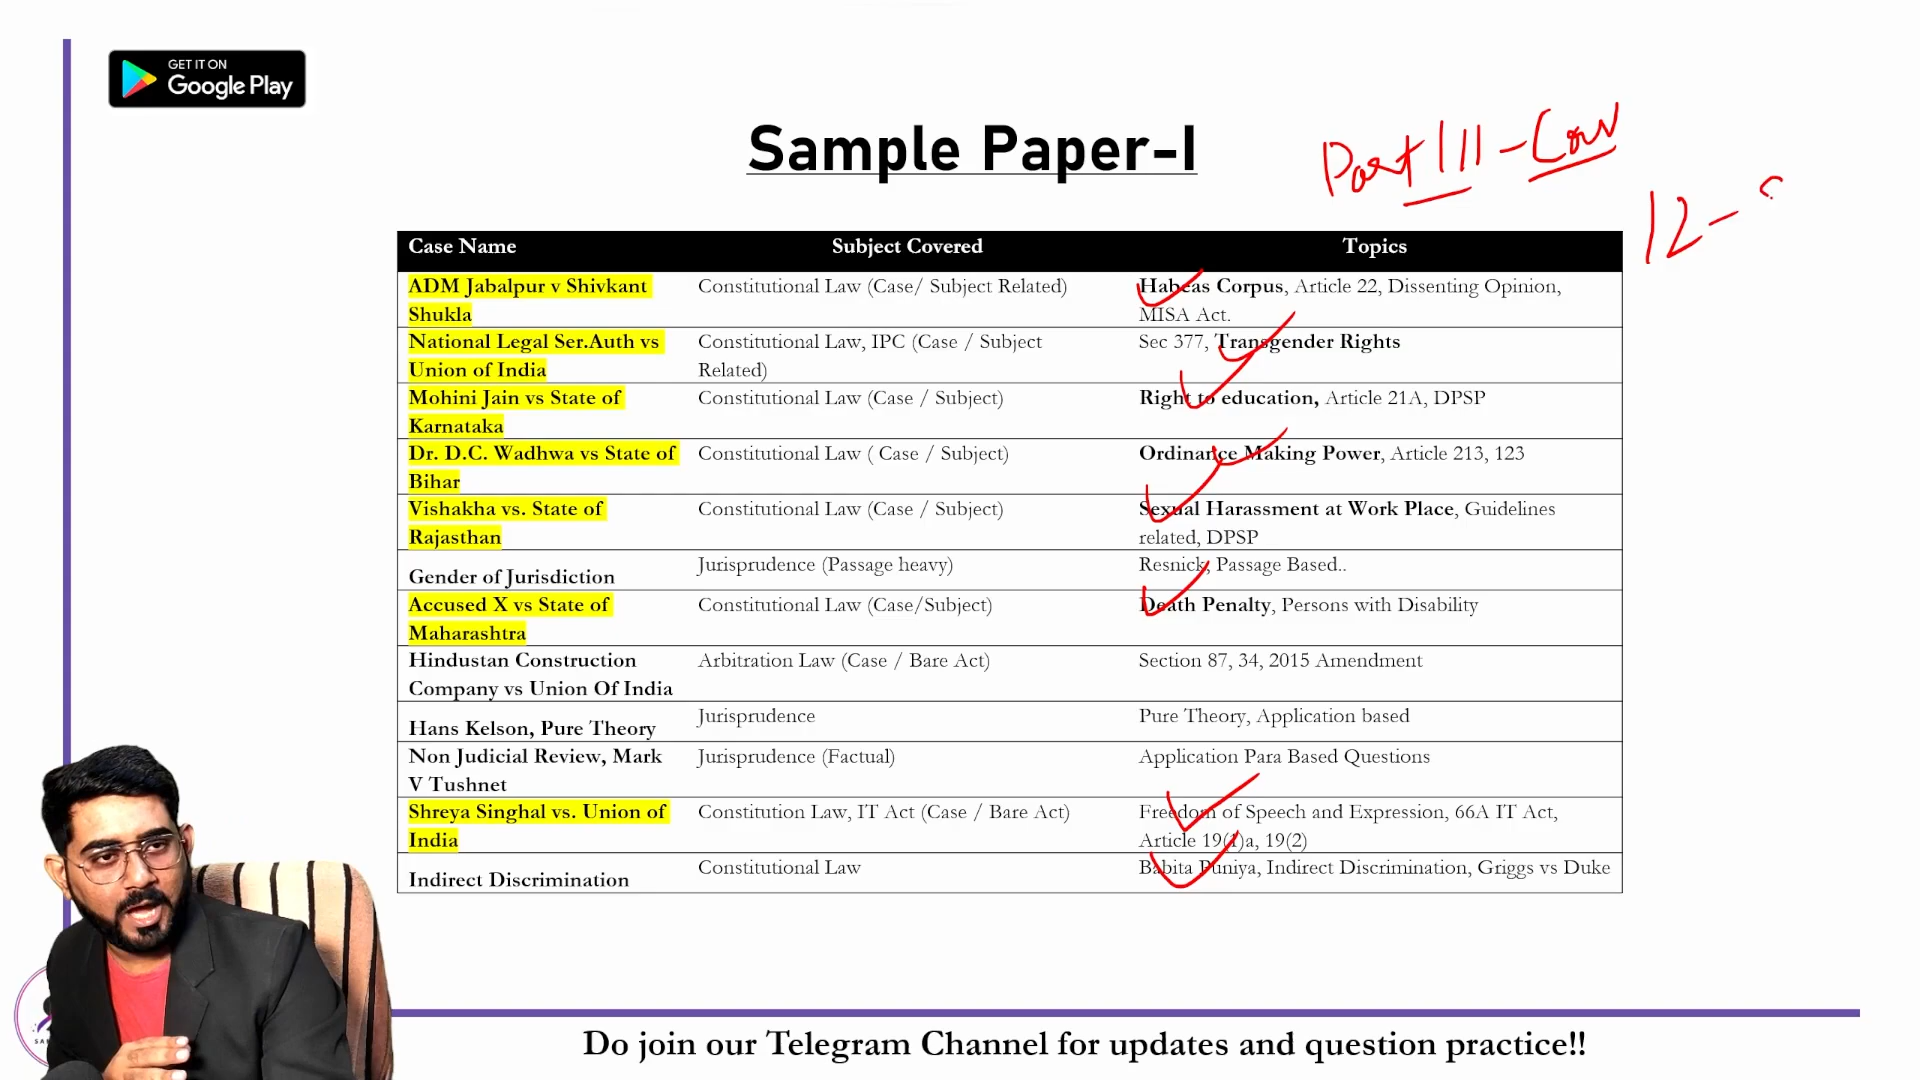 GET IT ON
Google Play
Sample Paper-I
Part III -
12 -
Case Name Subject Covered Topics
ADM Jabalpur v Shivkant Shukla Constitutional Law (Case/ Subject Related) Habeas Corpus, Article 22, Dissenting Opinion, MISA Act.
National Legal Ser.Auth vs Union of India Constitutional Law, IPC (Case / Subject Related) Sec 377, Transgender Rights
Mohini Jain vs State of Karnataka Constitutional Law (Case / Subject) Right to education, Article 21A, DPSP
Dr. D.C. Wadhwa vs State of Bihar Constitutional Law ( Case / Subject) Ordinance Making Power, Article 213, 123
Vishakha vs. State of Rajasthan Constitutional Law (Case / Subject) Sexual Harassment at Work Place, Guidelines related, DPSP
Gender of Jurisdiction Jurisprudence (Passage heavy) Resnick, Passage Based..
Accused X vs State of Maharashtra Constitutional Law (Case/Subject) Death Penalty, Persons with Disability
Hindustan Construction Company vs Union Of India Arbitration Law (Case / Bare Act) Section 87, 34, 2015 Amendment
Hans Kelson, Pure Theory Jurisprudence Pure Theory, Application based
Non Judicial Review, Mark V Tushnet Jurisprudence (Factual) Application Para Based Questions
Shreya Singhal vs. Union of India Constitution Law, IT Act (Case / Bare Act) Freedom of Speech and Expression, 66A IT Act, Article 19(1)a, 19(2)
Indirect Discrimination Constitutional Law Babita Puniya, Indirect Discrimination, Griggs vs Duke
Do join our Telegram Channel for updates and question practice!!